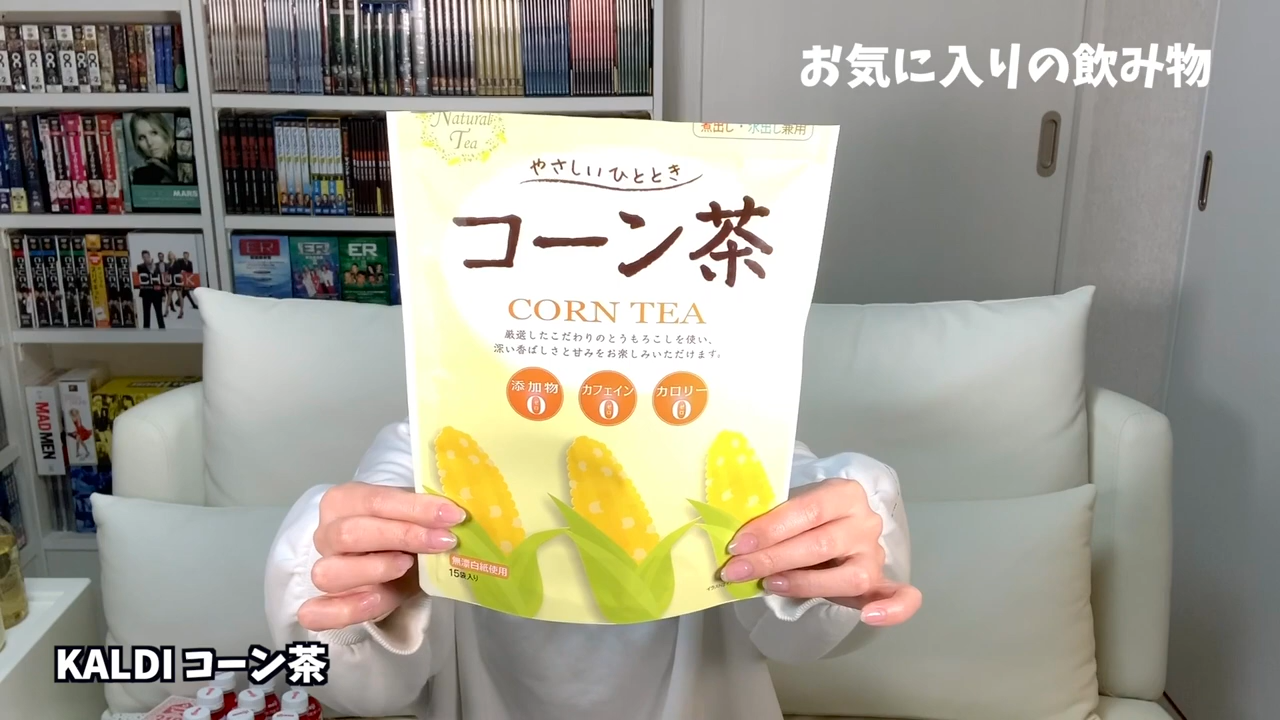 お気に入りの飲み物
Natural
Tea
煮出し・水出し兼用
やさしいひととき
コーン茶
CORN TEA
厳選したこだわりのとうもろこしを使い、
深い香ばしさと甘みをお楽しみいただけます。
添加物
0
カフェイン
0
カロリー
0
無漂白紙使用
15袋入り
MARS
CHUCK
ER
ER
ER
MAD
MEN
KALDI コーン茶